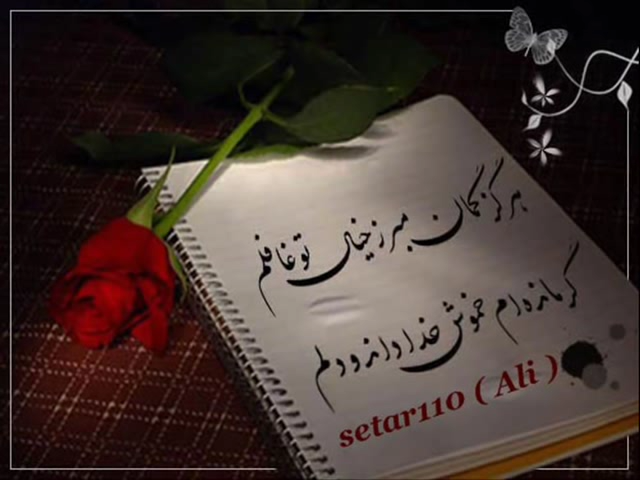 هرگز گمان مبر ز خیال تو غافلم
گر مانده‌ام خموش خدا داند و دلم
setar110 ( Ali )